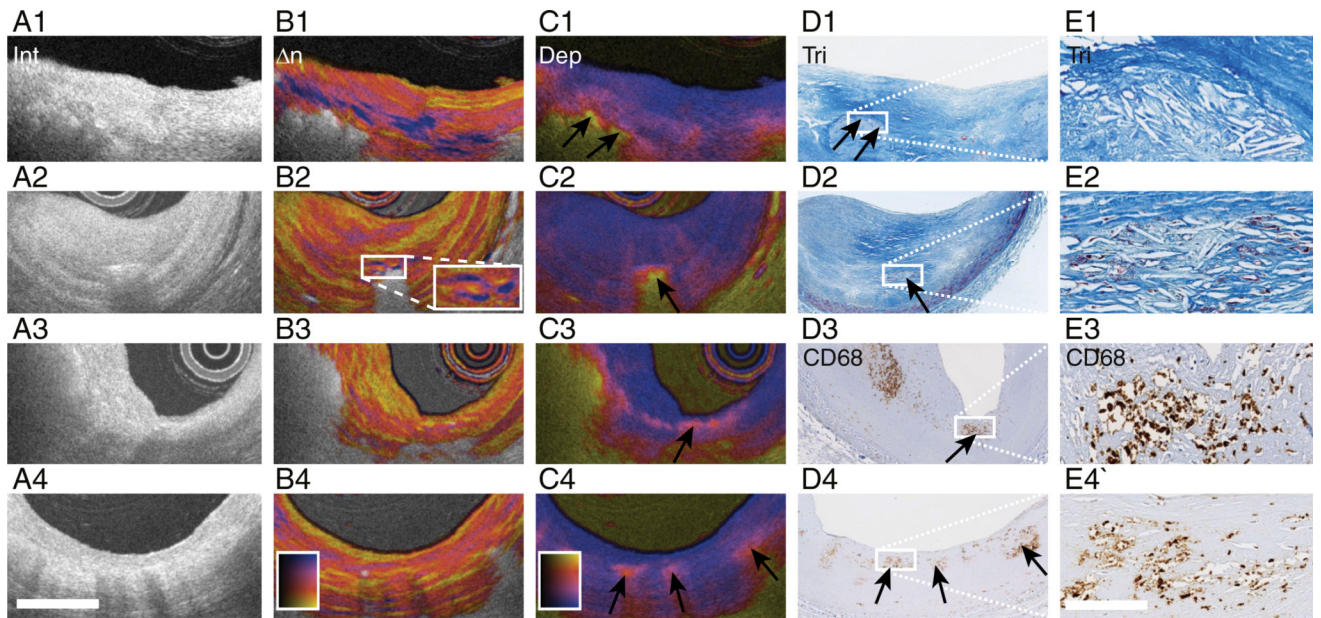 A1 B1 C1 D1 E1
Int Δn Dep Tri Tri
A2 B2 C2 D2 E2
A3 B3 C3 D3 E3
CD68 CD68
A4 B4 C4 D4 E4`